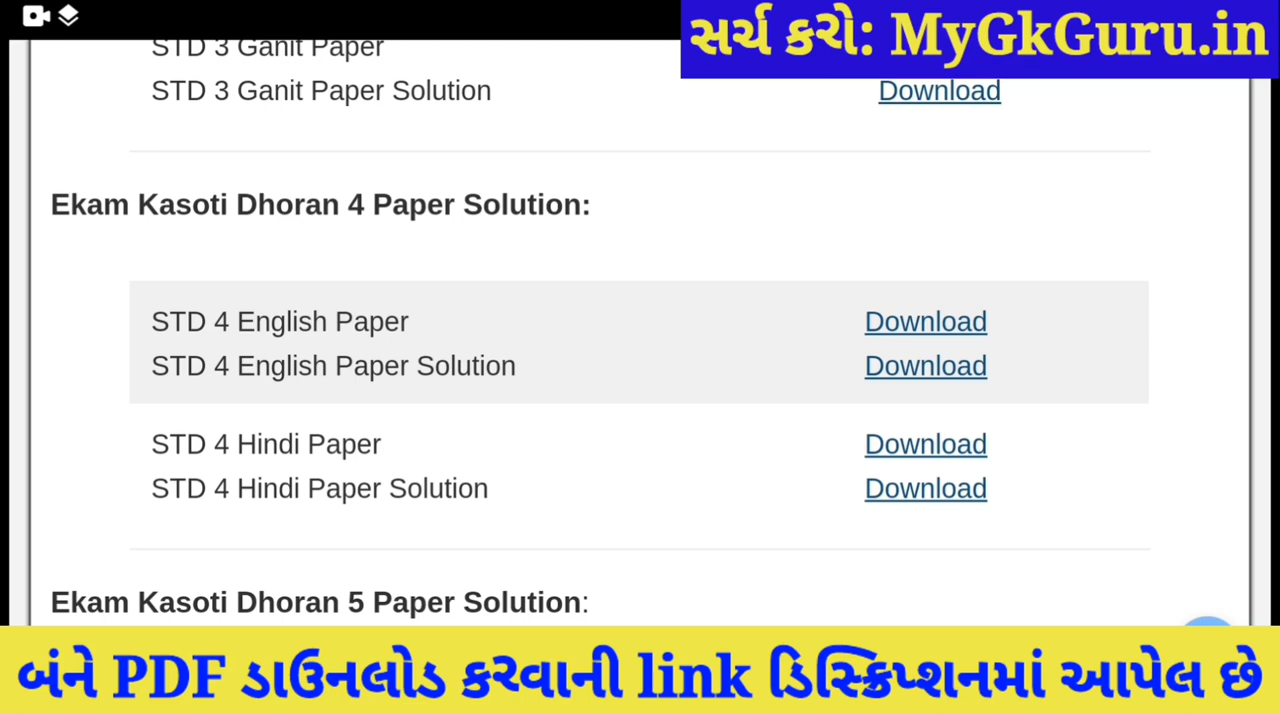 સર્ચ કરો: MyGkGuru.in
STD 3 Ganit Paper
STD 3 Ganit Paper Solution Download
Ekam Kasoti Dhoran 4 Paper Solution:
STD 4 English Paper Download
STD 4 English Paper Solution Download
STD 4 Hindi Paper Download
STD 4 Hindi Paper Solution Download
Ekam Kasoti Dhoran 5 Paper Solution:
બંને PDF ડાઉનલોડ કરવાની link ડિસ્ક્રિપ્શનમાં આપેલ છે